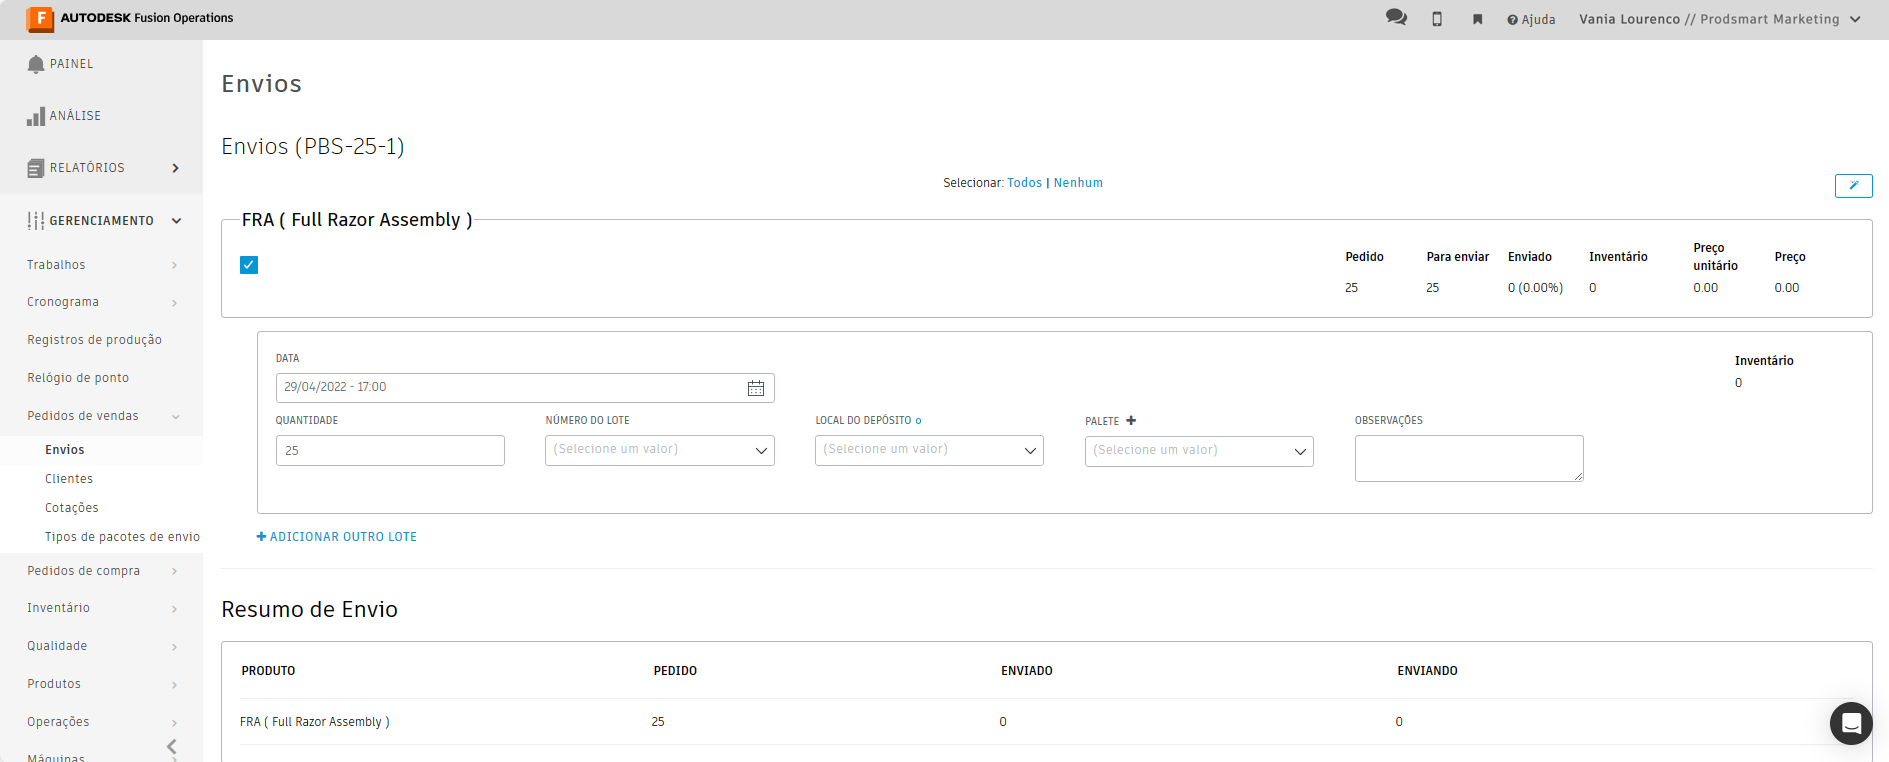 AUTODESK Fusion Operations
Ajuda
Vania Lourenco // Prodsmart Marketing
PAINEL
ANÁLISE
RELATÓRIOS
GERENCIAMENTO
Trabalhos
Cronograma
Registros de produção
Relógio de ponto
Pedidos de vendas
Envios
Clientes
Cotações
Tipos de pacotes de envio
Pedidos de compra
Inventário
Qualidade
Produtos
Operações
Máquinas
Envios
Envios (PBS-25-1)
Selecionar: Todos | Nenhum
FRA ( Full Razor Assembly )
Pedido Para enviar Enviado Inventário Preço unitário Preço
25 25 0 (0.00%) 0 0.00 0.00
DATA
29/04/2022 - 17:00
Inventário
0
QUANTIDADE NÚMERO DO LOTE LOCAL DO DEPÓSITO PALETE OBSERVAÇÕES
25 (Selecione um valor) (Selecione um valor) (Selecione um valor)
ADICIONAR OUTRO LOTE
Resumo de Envio
PRODUTO PEDIDO ENVIADO ENVIANDO
FRA ( Full Razor Assembly ) 25 0 0